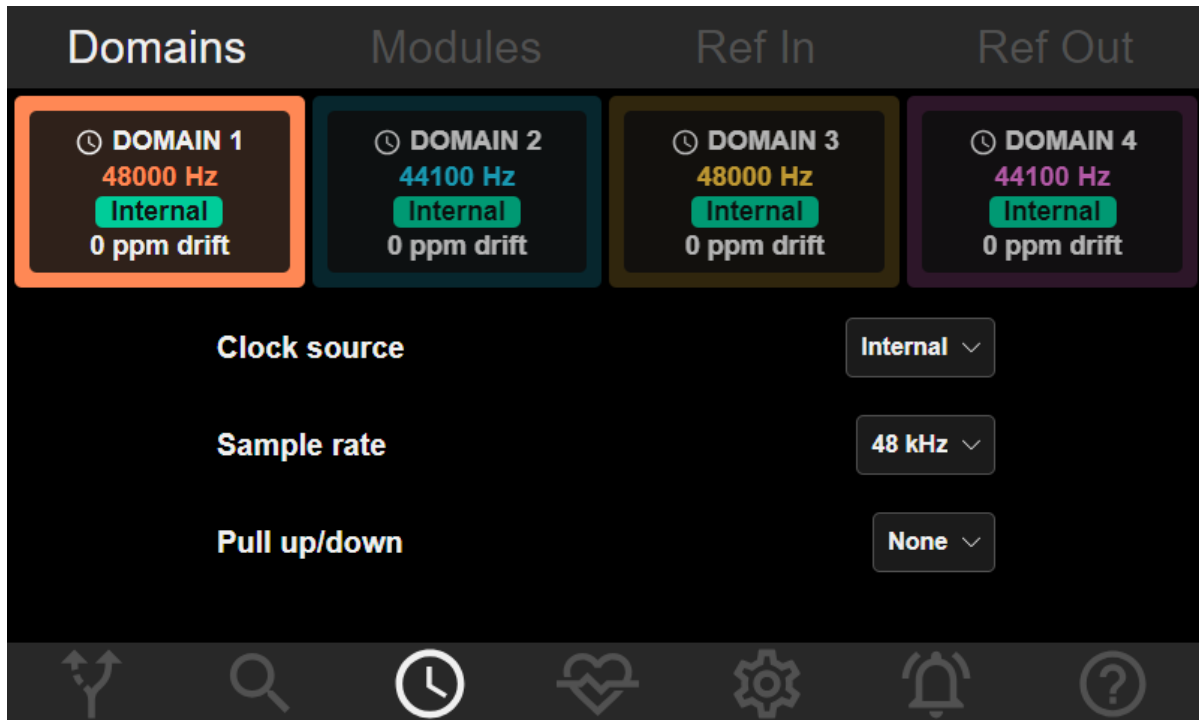 Domains Modules Ref In Ref Out
DOMAIN 1
48000 Hz
Internal
0 ppm drift
DOMAIN 2
44100 Hz
Internal
0 ppm drift
DOMAIN 3
48000 Hz
Internal
0 ppm drift
DOMAIN 4
44100 Hz
Internal
0 ppm drift
Clock source Internal
Sample rate 48 kHz
Pull up/down None